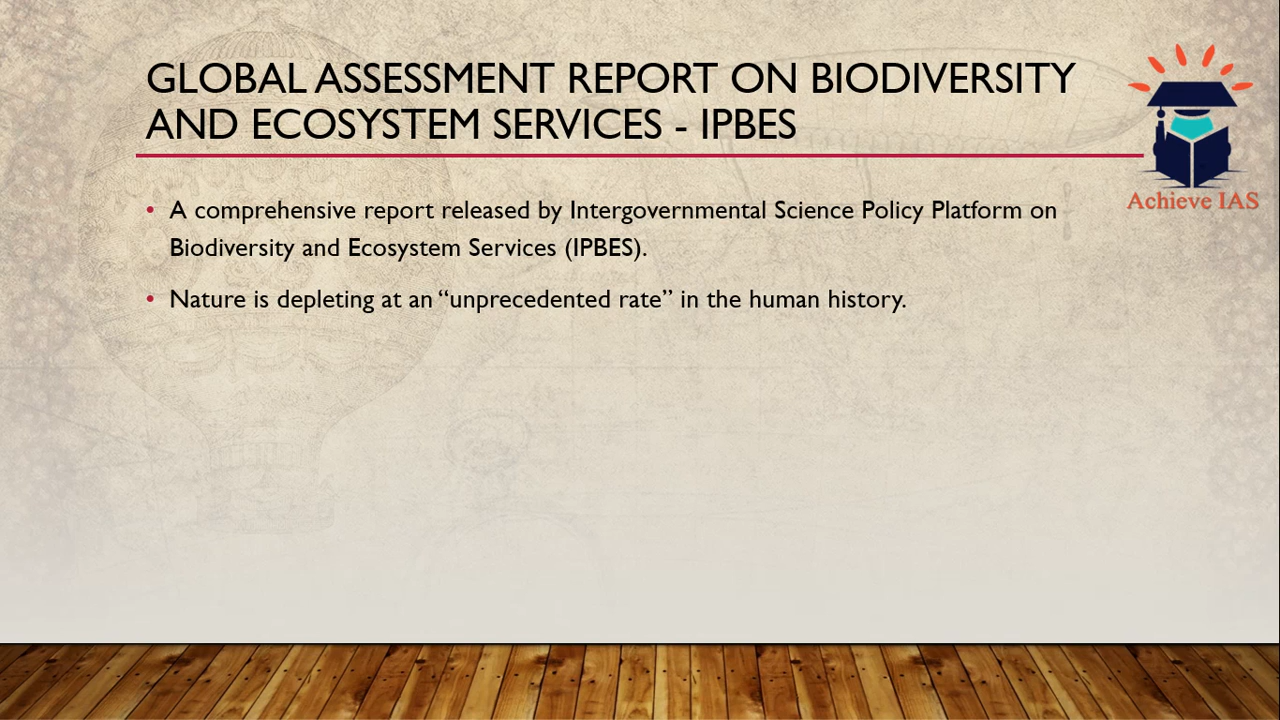 GLOBAL ASSESSMENT REPORT ON BIODIVERSITY
AND ECOSYSTEM SERVICES - IPBES
Achieve IAS
• A comprehensive report released by Intergovernmental Science Policy Platform on
Biodiversity and Ecosystem Services (IPBES).
• Nature is depleting at an “unprecedented rate” in the human history.